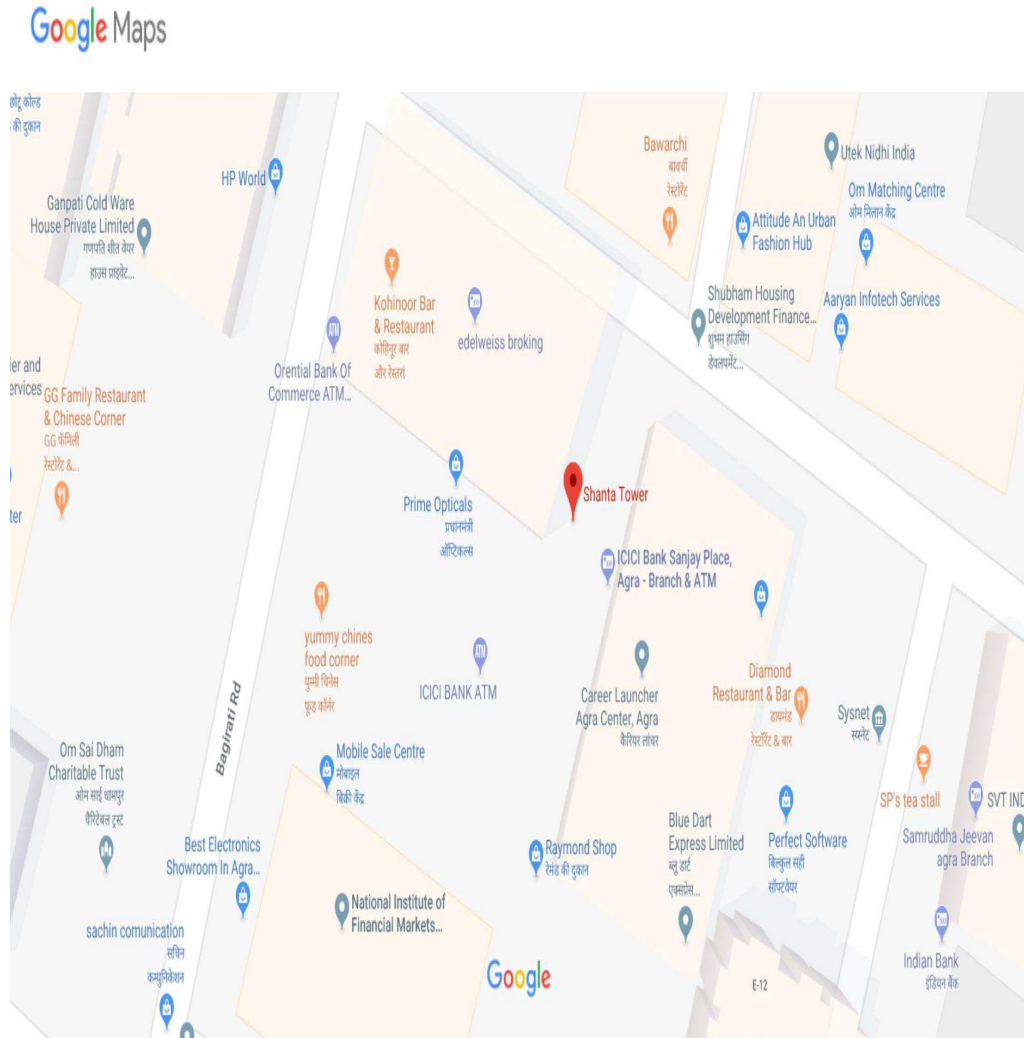 Google Maps
छोटू कोल्ड
की दुकान
HP World
Ganpati Cold Ware
House Private Limited
गणपति शीत वेयर
हाउस प्राइवेट...
Bawarchi
बावर्ची
रेस्टोरेंट
Utek Nidhi India
Om Matching Centre
ओम मिलान केंद्र
Attitude An Urban
Fashion Hub
Kohinoor Bar
& Restaurant
कोहिनूर बार
और रेस्तरां
edelweiss broking
Shubham Housing
Development Finance...
शुभम हाउसिंग
डेवलपमेंट...
Aaryan Infotech Services
ATM
Orential Bank Of
Commerce ATM...
ier and
ervices
GG Family Restaurant
& Chinese Corner
GG फॅमिली
रेस्टोरेंट &...
ter
Prime Opticals
प्रधानमंत्री
ऑप्टिकल्स
Shanta Tower
ICICI Bank Sanjay Place,
Agra - Branch & ATM
yummy chines
food corner
युम्मी चिनेस
फ़ूड कॉर्नर
ATM
ICICI BANK ATM
Career Launcher
Agra Center, Agra
कैरियर लांचर
Diamond
Restaurant & Bar
डायमंड
रेस्टोरेंट & बार
Sysnet
स्य्स्नेट
Bagirati Rd
Om Sai Dham
Charitable Trust
ओम साई धामपुर
चैरिटेबल ट्रस्ट
Mobile Sale Centre
मोबाइल
बिक्री केंद्र
SP's tea stall
SVT IND
Samruddha Jeevan
agra Branch
Best Electronics
Showroom In Agra...
Raymond Shop
रेमंड की दुकान
Blue Dart
Express Limited
ब्लू डार्ट
एक्सप्रेस...
Perfect Software
बिल्कुल सही
सॉफ्टवेयर
National Institute of
Financial Markets...
sachin comunication
सचिन
कम्युनिकेशन
Google
E-12
Indian Bank
इंडियन बैंक